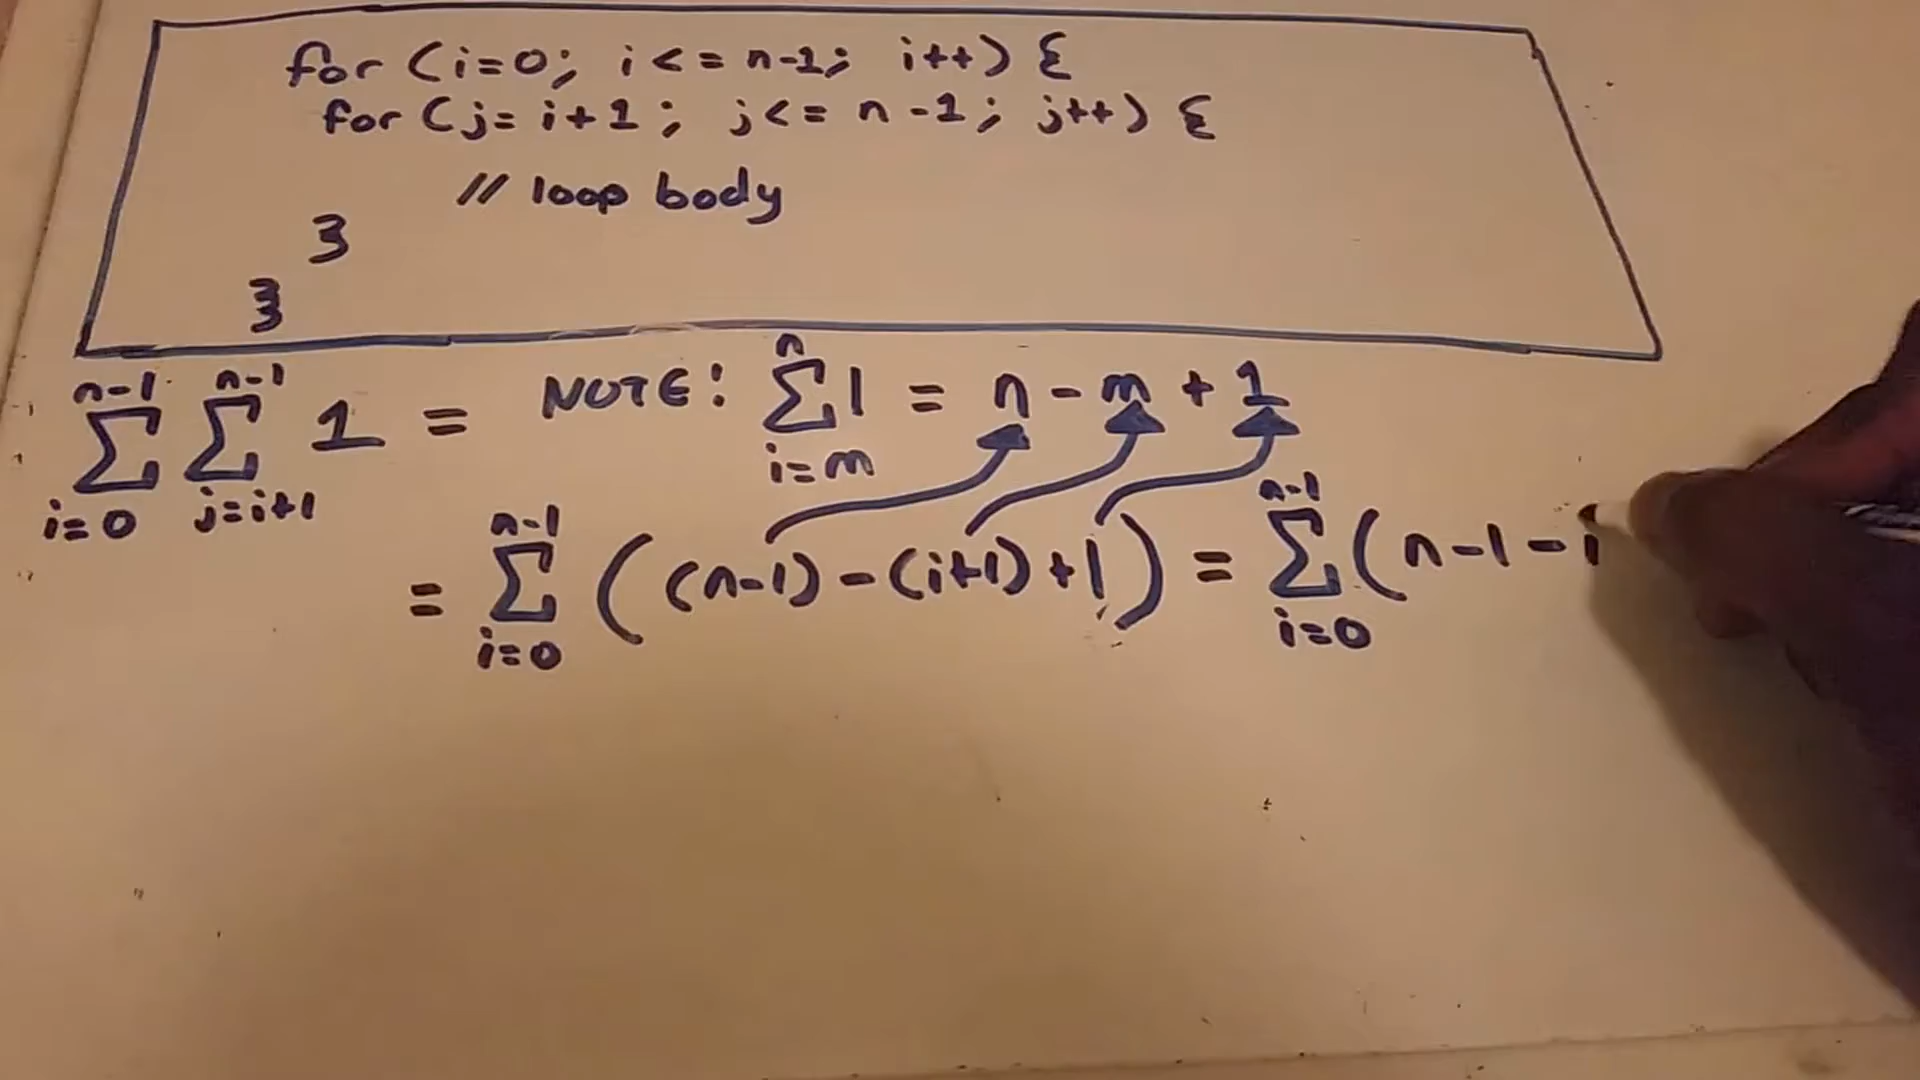 for (i=0; i<= n-1; i++) {
for (j= i+1; j<= n-1; j++) {
// loop body
}
}
n-1 n-1
∑ ∑ 1 =
i=0 j=i+1
NOTE: n
∑ 1 = n - m + 1
i=m
n-1 n-1
= ∑ ((n-1) - (i+1) +1) = ∑ (n-1-i
i=0 i=0